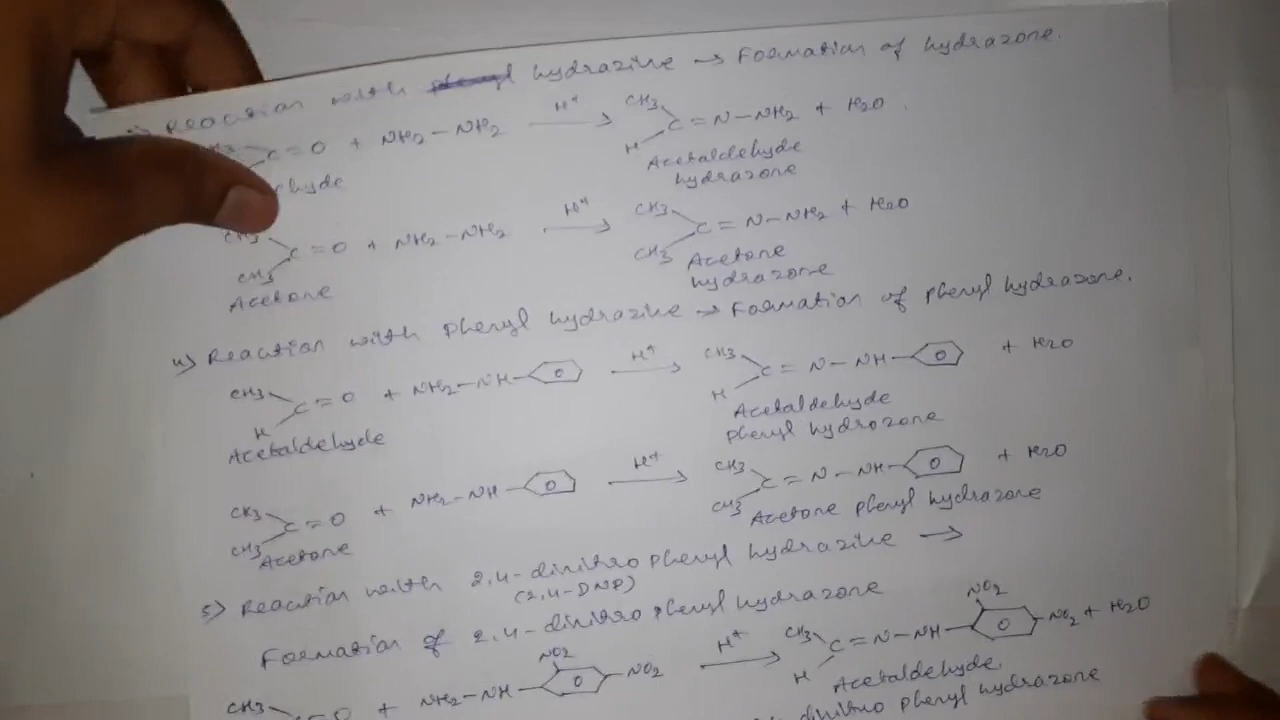 3) Reaction with hydrazine → Formation of hydrazone.
CH3 C=O + NH2-NH2 H+ → CH3 H C=N-NH2 + H2O.
Acetaldehyde hydrazone
CH3 CH3 C=O + NH2-NH2 H+ → CH3 CH3 C=N-NH2 + H2O
Acetone
Acetone hydrazone
4) Reaction with phenyl hydrazine → Formation of phenyl hydrazone.
CH3 H C=O + NH2-NH- H+ → CH3 H C=N-NH- + H2O
Acetaldehyde
Acetaldehyde phenyl hydrozone
CH3 CH3 C=O + NH2-NH- H+ → CH3 CH3 C=N-NH- + H2O
Acetone
Acetone phenyl hydrazone
5) Reaction with 2,4-dinitro phenyl hydrazine →
(2,4-DNP)
Formation of 2,4-dinitro phenyl hydrazone
CH3 C=O + NH2-NH- NO2 -NO2 H+ → CH3 H C=N-NH- NO2 -NO2 + H2O
Acetaldehyde
dinitro phenyl hydrazone